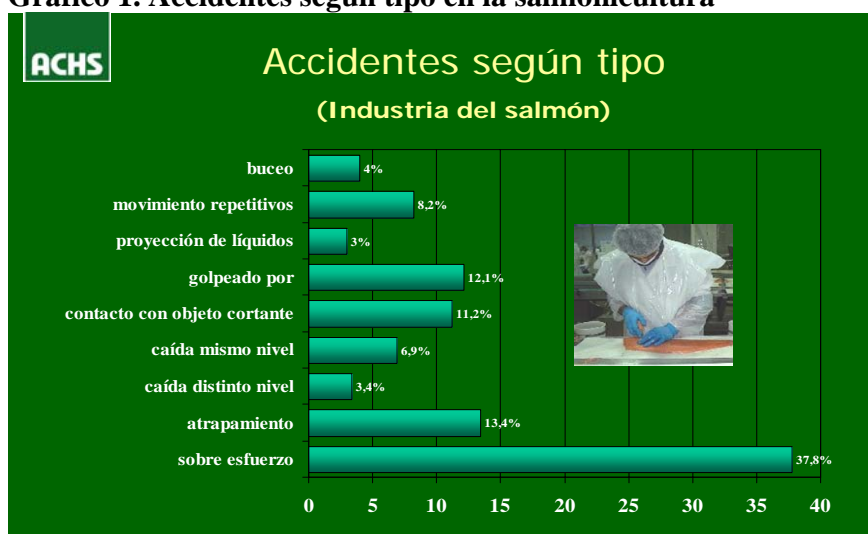 Gráfico 1. Accidentes según tipo en la salmonicultura
ACHS
Accidentes según tipo
(Industria del salmón)
buceo 4%
movimiento repetitivos 8,2%
proyección de líquidos 3%
golpeado por 12,1%
contacto con objeto cortante 11,2%
caída mismo nivel 6,9%
caída distinto nivel 3,4%
atrapamiento 13,4%
sobre esfuerzo 37,8%
0 5 10 15 20 25 30 35 40